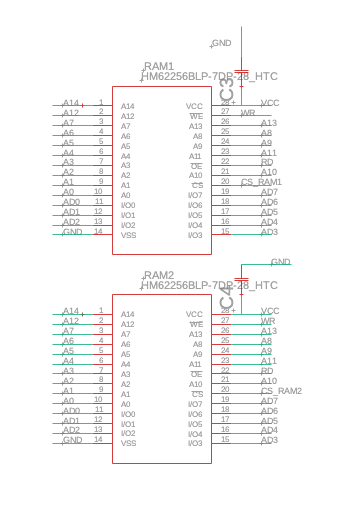 GND
RAM1
HM62256BLP-7DP-28_HTC
C3
A14 1 A14 VCC 28 + VCC
A12 2 A12 WE 27 WR
A7 3 A7 A13 26 A13
A6 4 A6 A8 25 A8
A5 5 A5 A9 24 A9
A4 6 A4 A11 23 A11
A3 7 A3 OE 22 RD
A2 8 A2 A10 21 A10
A1 9 A1 CS 20 CS_RAM1
A0 10 A0 I/O7 19 AD7
AD0 11 I/O0 I/O6 18 AD6
AD1 12 I/O1 I/O5 17 AD5
AD2 13 I/O2 I/O4 16 AD4
GND 14 VSS I/O3 15 AD3
GND
RAM2
HM62256BLP-7DP-28_HTC
C4
A14 1 A14 VCC 28 + VCC
A12 2 A12 WE 27 WR
A7 3 A7 A13 26 A13
A6 4 A6 A8 25 A8
A5 5 A5 A9 24 A9
A4 6 A4 A11 23 A11
A3 7 A3 OE 22 RD
A2 8 A2 A10 21 A10
A1 9 A1 CS 20 CS_RAM2
A0 10 A0 I/O7 19 AD7
AD0 11 I/O0 I/O6 18 AD6
AD1 12 I/O1 I/O5 17 AD5
AD2 13 I/O2 I/O4 16 AD4
GND 14 VSS I/O3 15 AD3